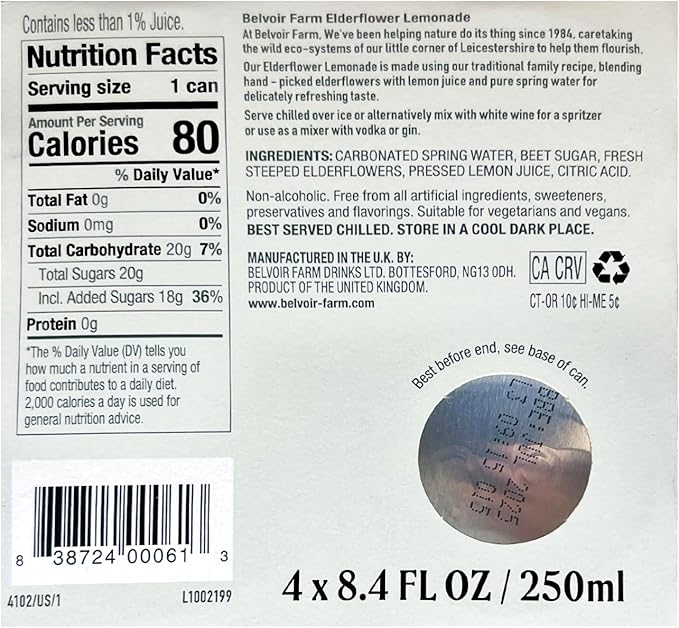 Contains less than 1% Juice.
Nutrition Facts
Serving size 1 can
Amount Per Serving
Calories 80
% Daily Value*
Total Fat 0g 0%
Sodium 0mg 0%
Total Carbohydrate 20g 7%
Total Sugars 20g
Incl. Added Sugars 18g 36%
Protein 0g
*The % Daily Value (DV) tells you
how much a nutrient in a serving of
food contributes to a daily diet.
2,000 calories a day is used for
general nutrition advice.
8 38724 00061 3
4102/US/1 L1002199
Belvoir Farm Elderflower Lemonade
At Belvoir Farm, We've been helping nature do its thing since 1984, caretaking
the wild eco-systems of our little corner of Leicestershire to help them flourish.
Our Elderflower Lemonade is made using our traditional family recipe, blending
hand - picked elderflowers with lemon juice and pure spring water for
delicately refreshing taste.
Serve chilled over ice or alternatively mix with white wine for a spritzer
or use as a mixer with vodka or gin.
INGREDIENTS: CARBONATED SPRING WATER, BEET SUGAR, FRESH
STEEPED ELDERFLOWERS, PRESSED LEMON JUICE, CITRIC ACID.
Non-alcoholic. Free from all artificial ingredients, sweeteners,
preservatives and flavorings. Suitable for vegetarians and vegans.
BEST SERVED CHILLED. STORE IN A COOL DARK PLACE.
MANUFACTURED IN THE U.K. BY:
BELVOIR FARM DRINKS LTD. BOTTESFORD, NG13 0DH.
PRODUCT OF THE UNITED KINGDOM.
www.belvoir-farm.com
CA CRV
CT-OR 10¢ HI-ME 5¢
Best before end, see base of can.
4 x 8.4 FL OZ / 250ml